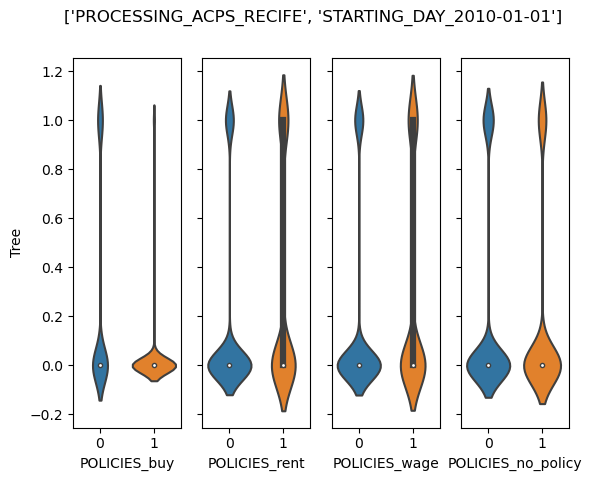 ['PROCESSING_ACPS_RECIFE', 'STARTING_DAY_2010-01-01']
Tree
1.2
1.0
0.8
0.6
0.4
0.2
0.0
−0.2
0 1 0 1 0 1 0 1
POLICIES_buy POLICIES_rent POLICIES_wage POLICIES_no_policy